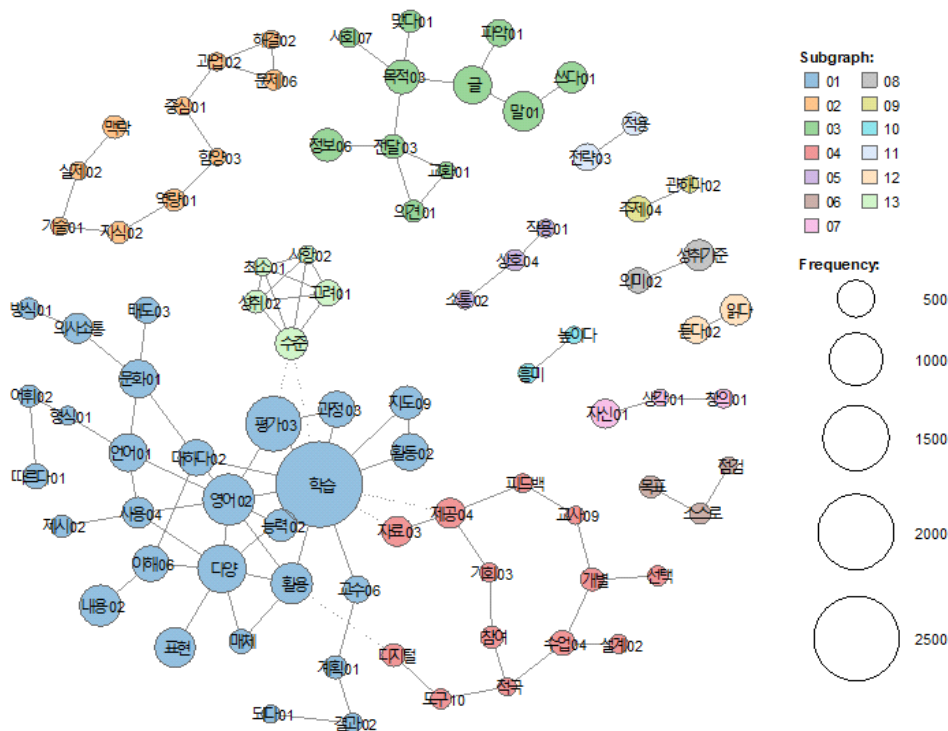 맞다01
사회07
파악01
해결02
과업02
문제06
목적03
글
쓰다01
말01
중심01
맥락
적용
전략03
정보06
전달03
함양03
교환01
실제02
관하다02
주제04
역량01
의견01
기술01
지식02
작용01
상호04
소통02
성취기준
의미02
사항02
초소01
고려01
성취02
수준
방식01
의사소통
태도03
읽다
듣다02
높이다
흥미
문화01
어휘02
형식01
평가03
과정03
지도09
자신01
생각01
창의01
언어01
대하다02
활동02
따르다01
학습
점검
목표
스스로
영어02
사용04
제시02
능력02
자료03
제공04
피드백
교사09
이해06
다양
활용
교수06
기회03
개별
선택
내용02
표현
매체
참여
수업04
설계02
디지털
계획01
도구10
적극
되다01
결과02
Subgraph:
01
02
03
04
05
06
07
08
09
10
11
12
13
Frequency:
500
1000
1500
2000
2500